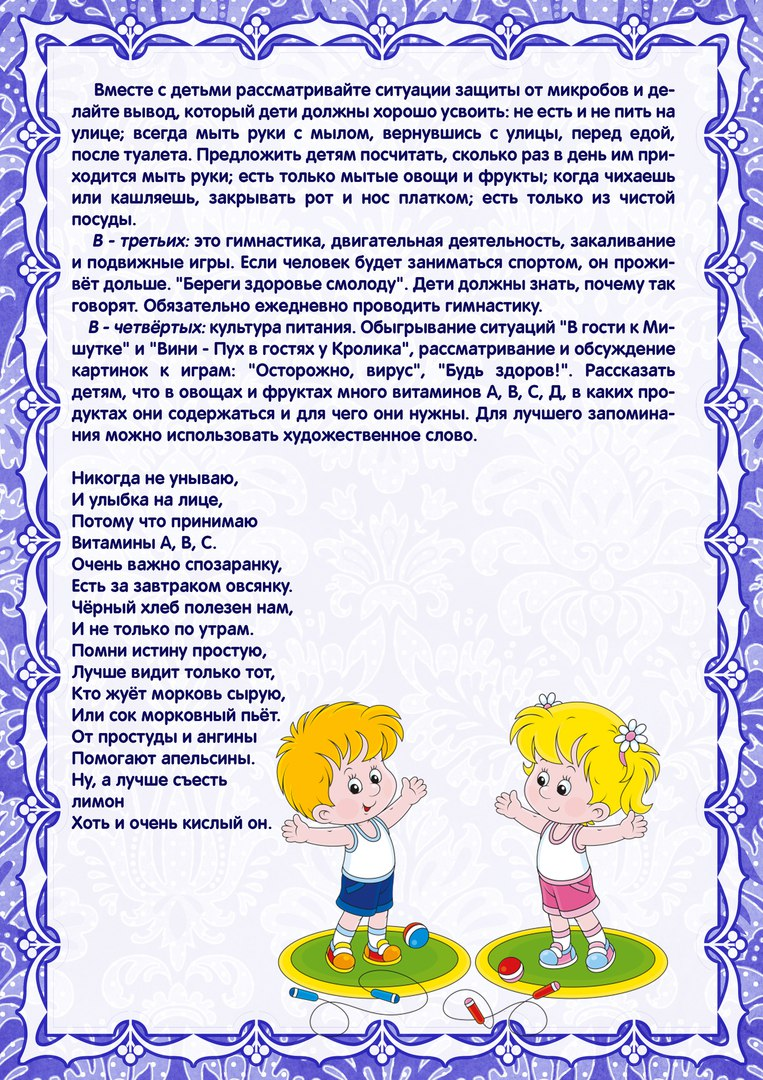 Вместе с детьми рассматривайте ситуации защиты от микробов и де-
лайте вывод, который дети должны хорошо усвоить: не есть и не пить на
улице; всегда мыть руки с мылом, вернувшись с улицы, перед едой,
после туалета. Предложить детям посчитать, сколько раз в день им при-
ходится мыть руки; есть только мытые овощи и фрукты; когда чихаешь
или кашляешь, закрывать рот и нос платком; есть только из чистой
посуды.
В - третьих: это гимнастика, двигательная деятельность, закаливание
и подвижные игры. Если человек будет заниматься спортом, он прожи-
вёт дольше. "Береги здоровье смолоду". Дети должны знать, почему так
говорят. Обязательно ежедневно проводить гимнастику.
В - четвёртых: культура питания. Обыгрывание ситуаций "В гости к Ми-
шутке" и "Вини - Пух в гостях у Кролика", рассматривание и обсуждение
картинок к играм: "Осторожно, вирус", "Будь здоров!". Рассказать
детям, что в овощах и фруктах много витаминов А, В, С, Д, в каких про-
дуктах они содержаться и для чего они нужны. Для лучшего запомина-
ния можно использовать художественное слово.
Никогда не унываю,
И улыбка на лице,
Потому что принимаю
Витамины А, В, С.
Очень важно спозаранку,
Есть за завтраком овсянку.
Чёрный хлеб полезен нам,
И не только по утрам.
Помни истину простую,
Лучше видит только тот,
Кто жуёт морковь сырую,
Или сок морковный пьёт.
От простуды и ангины
Помогают апельсины.
Ну, а лучше съесть
лимон
Хоть и очень кислый он.